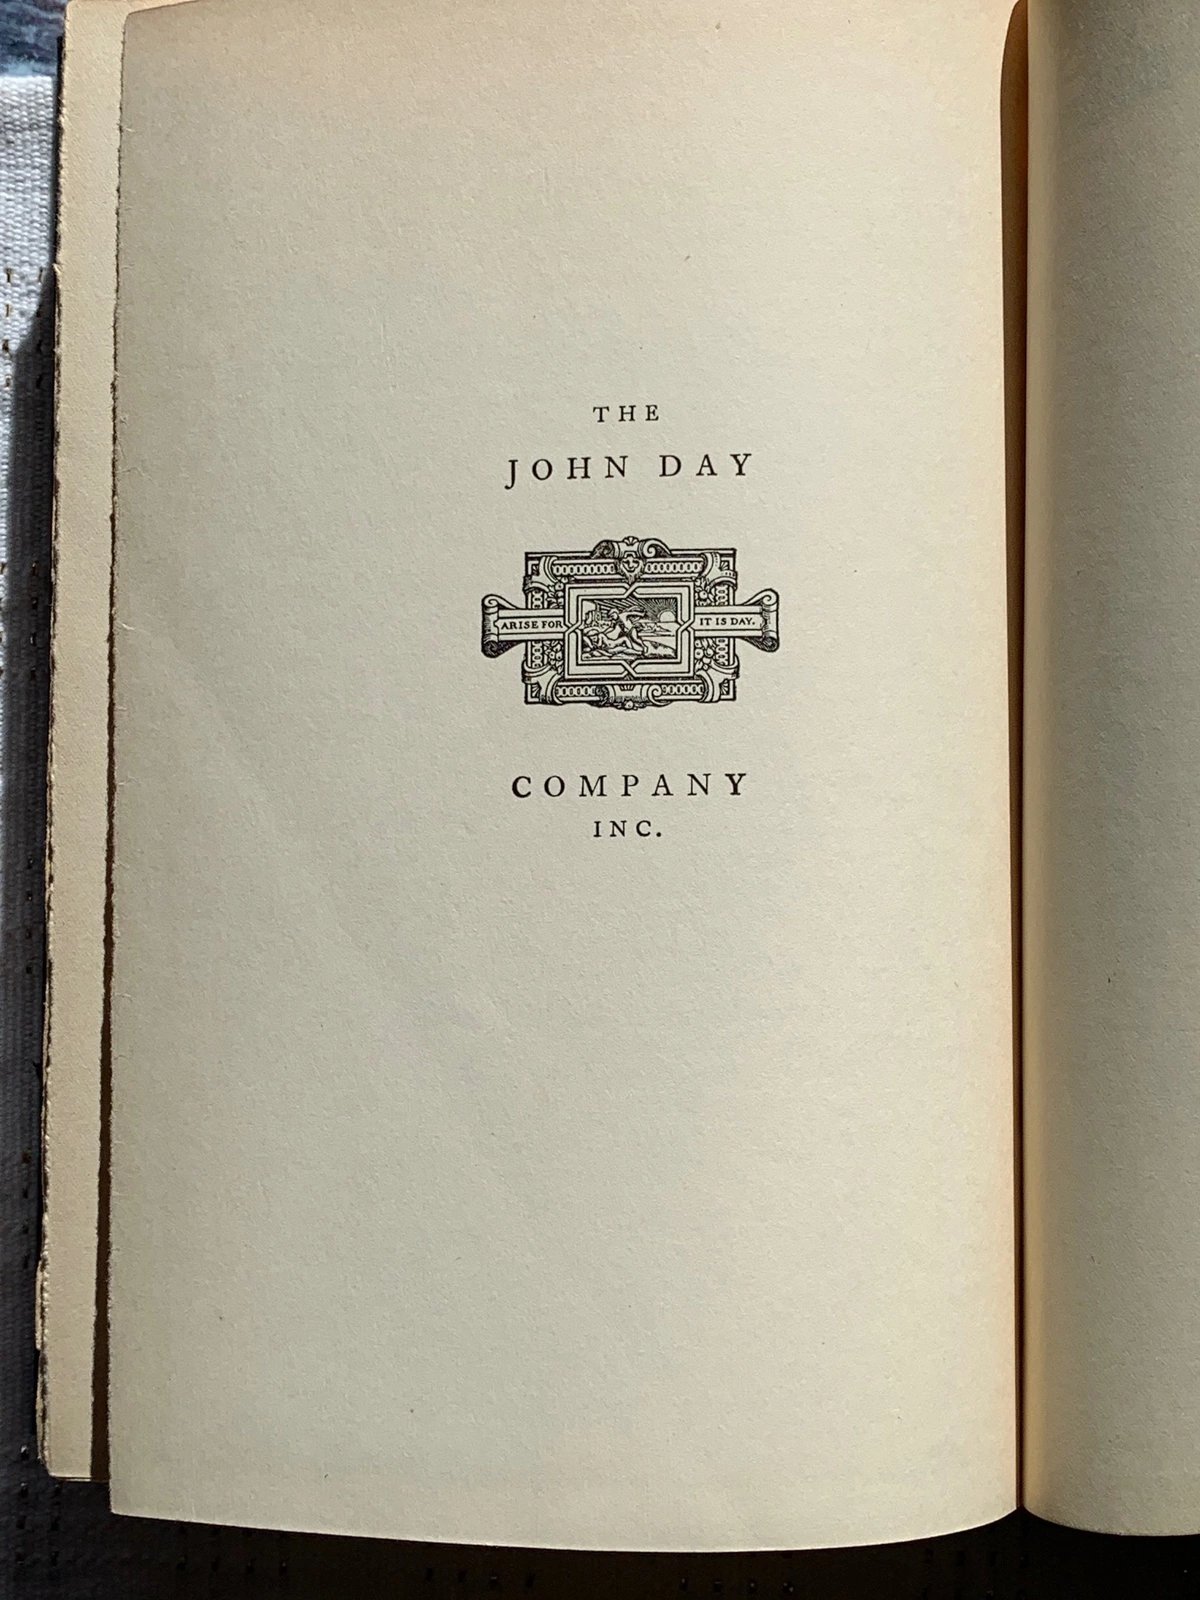 THE
JOHN DAY
ARISE FOR IT IS DAY.
COMPANY
INC.